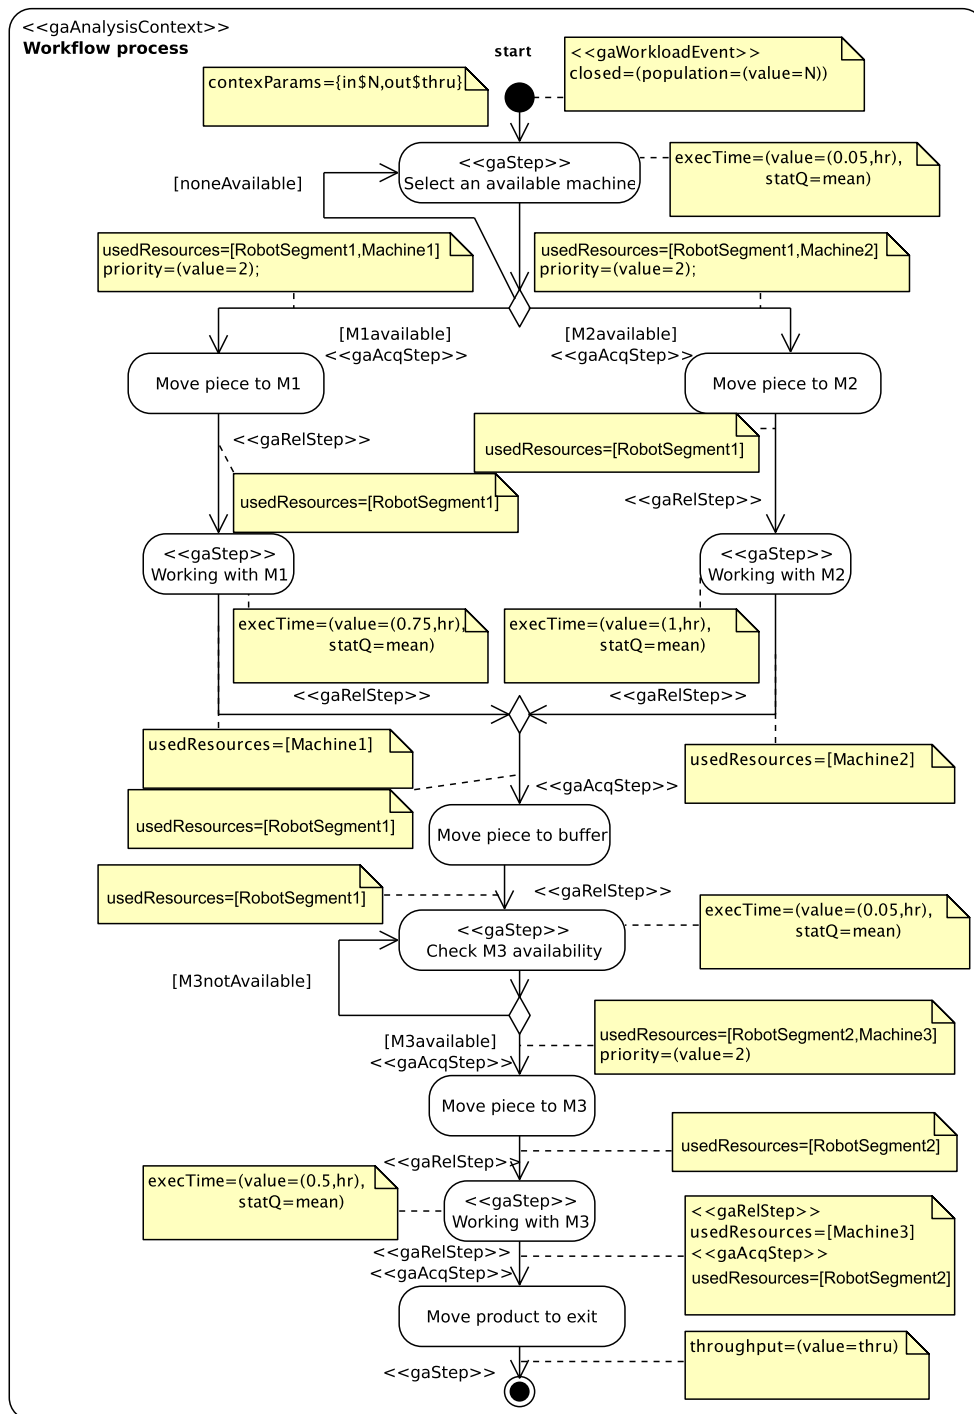 <<gaAnalysisContext>>
Workflow process
start
<<gaWorkloadEvent>>
closed=(population=(value=N))
contexParams={in$N,out$thru}
<<gaStep>>
Select an available machine
execTime=(value=(0.05,hr),
statQ=mean)
[noneAvailable]
usedResources=[RobotSegment1,Machine1]
priority=(value=2);
usedResources=[RobotSegment1,Machine2]
priority=(value=2);
[M1available]
<<gaAcqStep>>
[M2available]
<<gaAcqStep>>
Move piece to M1
Move piece to M2
<<gaRelStep>>
usedResources=[RobotSegment1]
usedResources=[RobotSegment1]
<<gaRelStep>>
<<gaStep>>
Working with M1
<<gaStep>>
Working with M2
execTime=(value=(0.75,hr),
statQ=mean)
execTime=(value=(1,hr),
statQ=mean)
<<gaRelStep>>
<<gaRelStep>>
usedResources=[Machine1]
usedResources=[Machine2]
<<gaAcqStep>>
usedResources=[RobotSegment1]
Move piece to buffer
usedResources=[RobotSegment1]
<<gaRelStep>>
<<gaStep>>
Check M3 availability
execTime=(value=(0.05,hr),
statQ=mean)
[M3notAvailable]
[M3available]
<<gaAcqStep>>
usedResources=[RobotSegment2,Machine3]
priority=(value=2)
Move piece to M3
usedResources=[RobotSegment2]
<<gaRelStep>>
execTime=(value=(0.5,hr),
statQ=mean)
<<gaStep>>
Working with M3
<<gaRelStep>>
<<gaAcqStep>>
<<gaRelStep>>
usedResources=[Machine3]
<<gaAcqStep>>
usedResources=[RobotSegment2]
Move product to exit
throughput=(value=thru)
<<gaStep>>